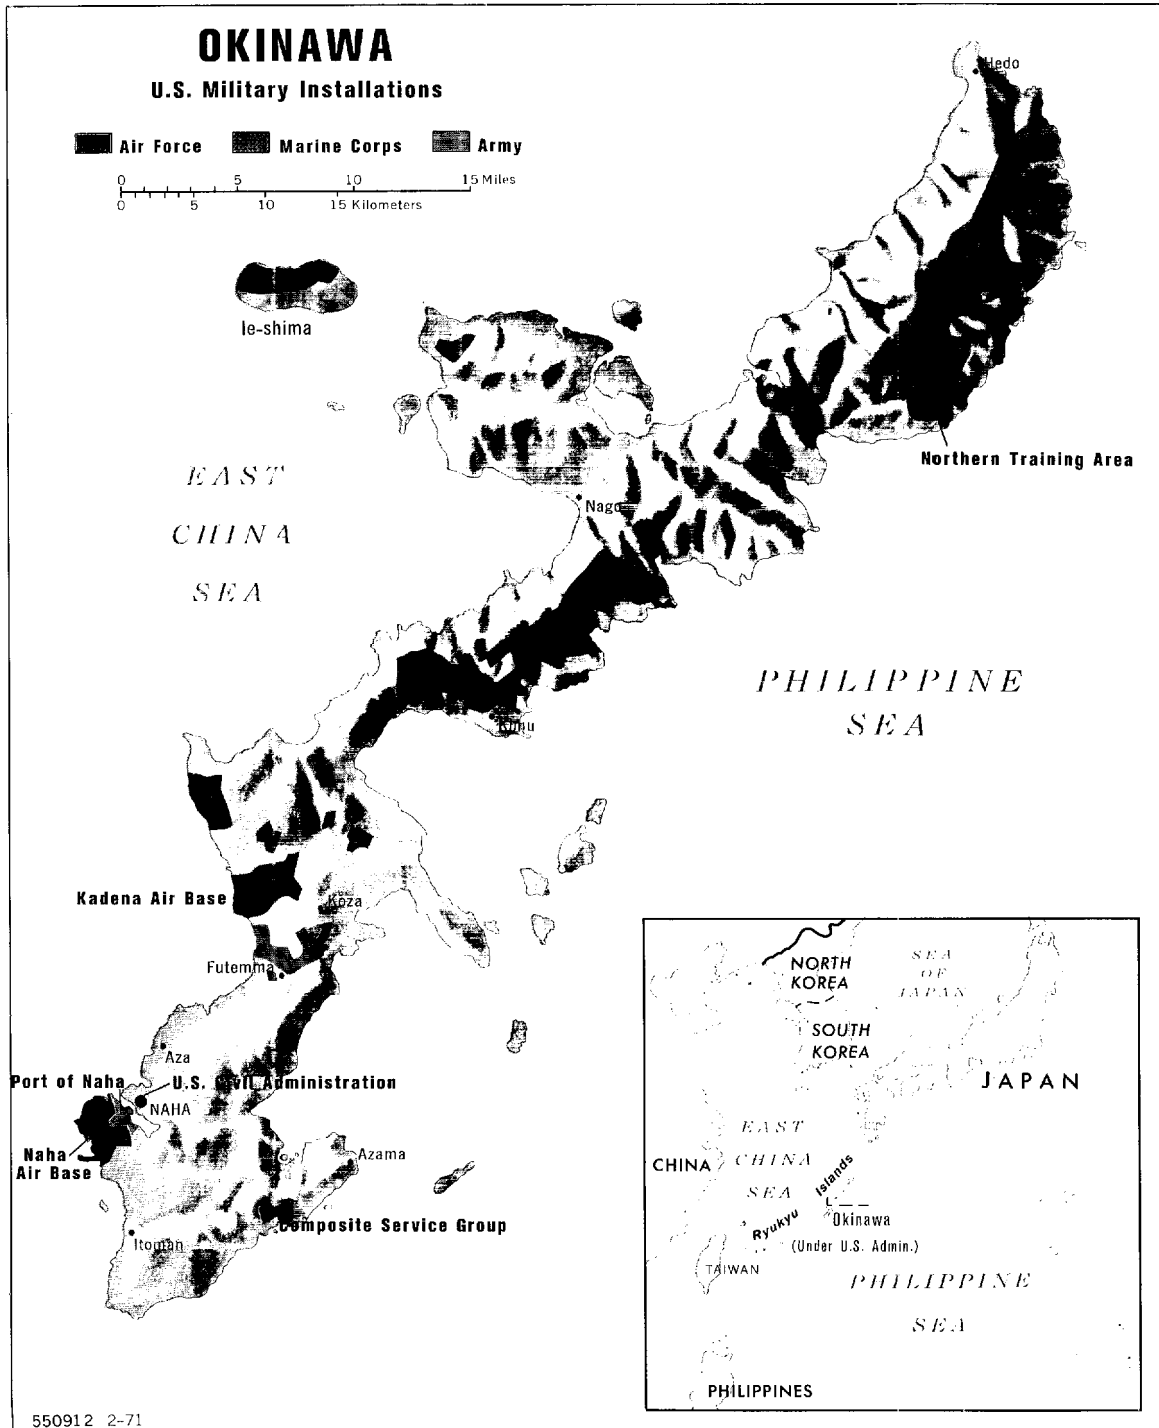 OKINAWA
U.S. Military Installations
Air Force
Marine Corps
Army
0 5 10 15 Miles
0 5 10 15 Kilometers
Hedo
Ie-shima
Northern Training Area
EAST
CHINA
SEA
Nago
PHILIPPINE
SEA
Kadena Air Base
Koza
Futemma
Aza
Port of Naha
U.S. Civil Administration
NAHA
Naha
Air Base
Azama
Composite Service Group
Itoman
NORTH
KOREA
SEA
OF
JAPAN
SOUTH
KOREA
JAPAN
EAST
CHINA
SEA
CHINA
Ryukyu Islands
Okinawa
(Under U.S. Admin.)
TAIWAN
PHILIPPINE
SEA
PHILIPPINES
550912 2-71